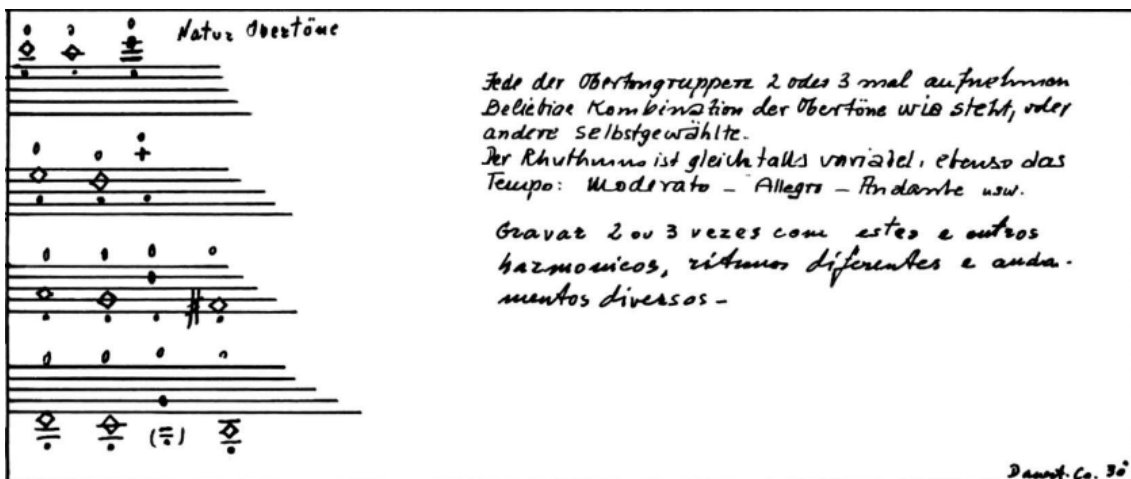 Natur Obertöne
Jede der Obertongruppen 2 oder 3 mal aufnehmen
Beliebige Kombination der Obertöne wie steht, oder
andere selbstgewählte.
Der Rhythmus ist gleichfalls variabel, ebenso das
Tempo: Moderato – Allegro – Andante usw.
Gravar 2 ou 3 vezes com estes e outros
harmonicos, ritmos diferentes e anda-
mentos diversos –
30"